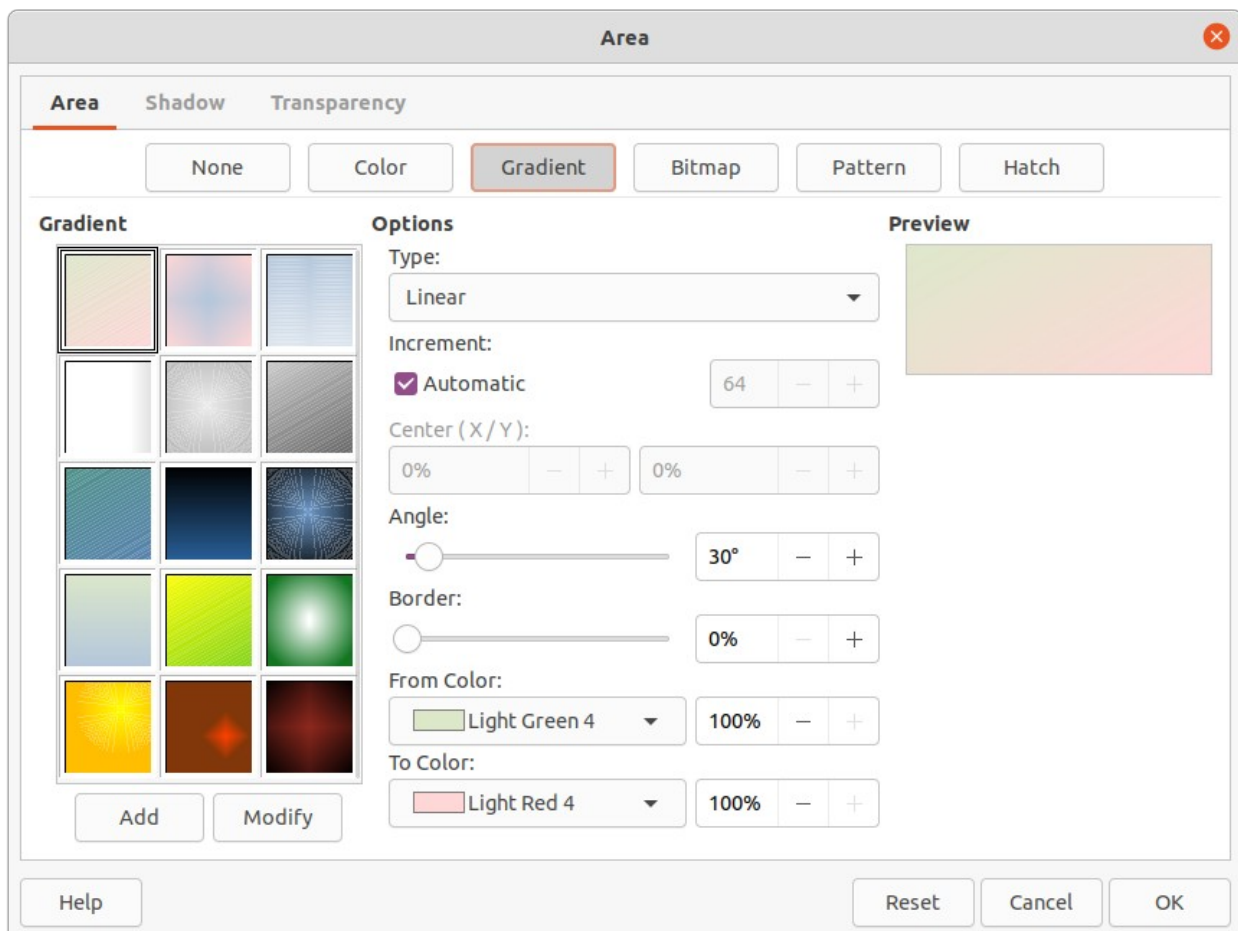 Area
Area Shadow Transparency
None Color Gradient Bitmap Pattern Hatch
Gradient Options Preview
Type:
Linear
Increment:
Automatic 64
Center ( X / Y ):
0% 0%
Angle:
30°
Border:
0%
From Color:
Light Green 4 100%
To Color:
Light Red 4 100%
Add Modify
Help Reset Cancel OK